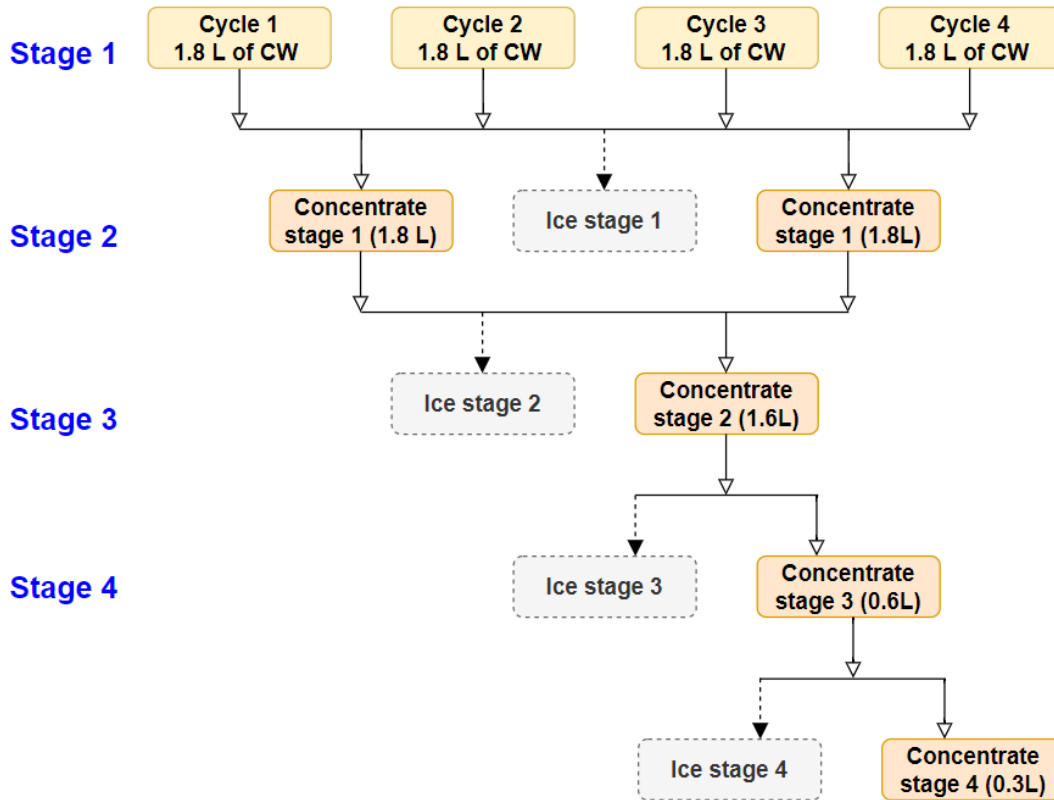 Stage 1
Cycle 1
1.8 L of CW
Cycle 2
1.8 L of CW
Cycle 3
1.8 L of CW
Cycle 4
1.8 L of CW
Stage 2
Concentrate
stage 1 (1.8 L)
Ice stage 1
Concentrate
stage 1 (1.8L)
Stage 3
Ice stage 2
Concentrate
stage 2 (1.6L)
Stage 4
Ice stage 3
Concentrate
stage 3 (0.6L)
Ice stage 4
Concentrate
stage 4 (0.3L)